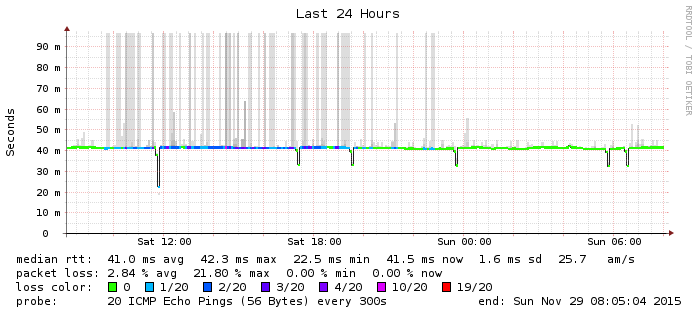 Last 24 Hours
RRDTOOL / TOBI OETIKER
Seconds
90 m
80 m
70 m
60 m
50 m
40 m
30 m
20 m
10 m
0
Sat 12:00 Sat 18:00 Sun 00:00 Sun 06:00
median rtt: 41.0 ms avg 42.3 ms max 22.5 ms min 41.5 ms now 1.6 ms sd 25.7 am/s
packet loss: 2.84 % avg 21.80 % max 0.00 % min 0.00 % now
loss color: 0 1/20 2/20 3/20 4/20 10/20 19/20
probe: 20 ICMP Echo Pings (56 Bytes) every 300s end: Sun Nov 29 08:05:04 2015